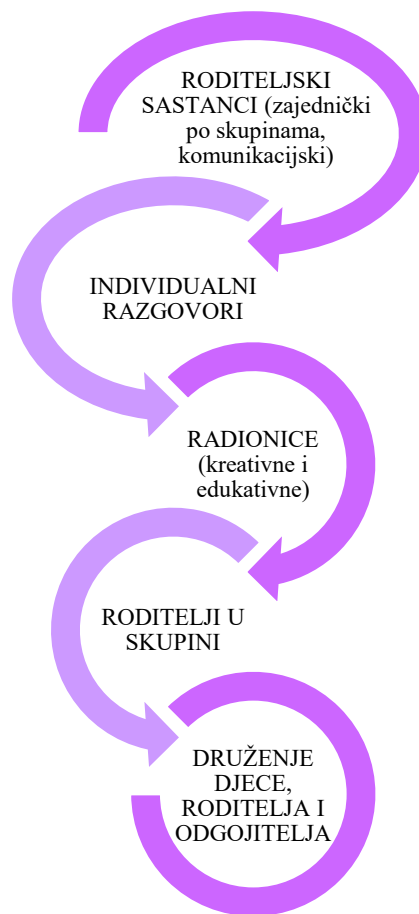 RODITELJSKI
SASTANCI (zajednički
po skupinama,
komunikacijski)
INDIVIDUALNI
RAZGOVORI
RADIONICE
(kreativne i
edukativne)
RODITELJI U
SKUPINI
DRUŽENJE
DJECE,
RODITELJA I
ODGOJITELJA